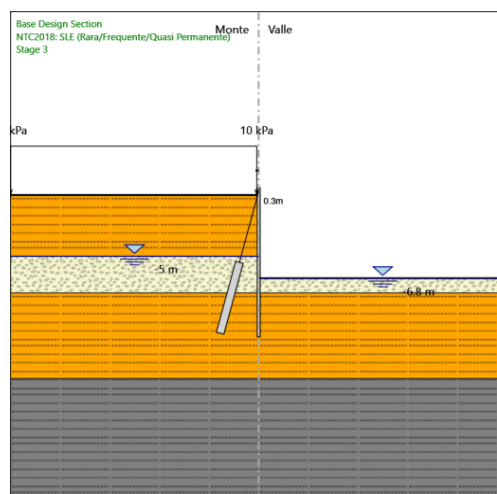 Base Design Section
NTC2018: SLE (Rara/Frequente/Quasi Permanente)
Stage 3
Monte
Valle
kPa
10 kPa
0.3m
-5 m
-6.8 m